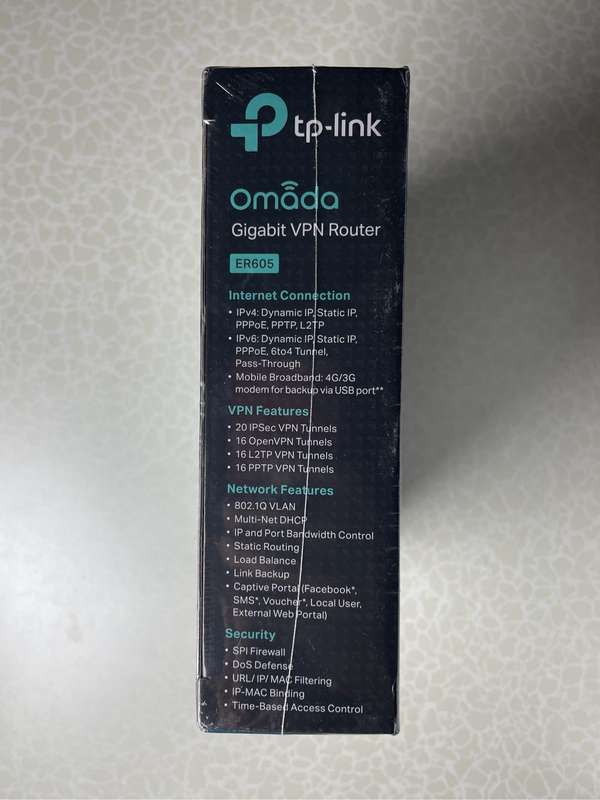 tp-link
Omada
Gigabit VPN Router
ER605
Internet Connection
• IPv4: Dynamic IP, Static IP,
PPPoE, PPTP, L2TP
• IPv6: Dynamic IP, Static IP,
PPPoE, 6to4 Tunnel,
Pass-Through
• Mobile Broadband: 4G/3G
modem for backup via USB port**
VPN Features
• 20 IPSec VPN Tunnels
• 16 OpenVPN Tunnels
• 16 L2TP VPN Tunnels
• 16 PPTP VPN Tunnels
Network Features
• 802.1Q VLAN
• Multi-Net DHCP
• IP and Port Bandwidth Control
• Static Routing
• Load Balance
• Link Backup
• Captive Portal (Facebook*,
SMS*, Voucher*, Local User,
External Web Portal)
Security
• SPI Firewall
• DoS Defense
• URL/ IP/ MAC Filtering
• IP-MAC Binding
• Time-Based Access Control